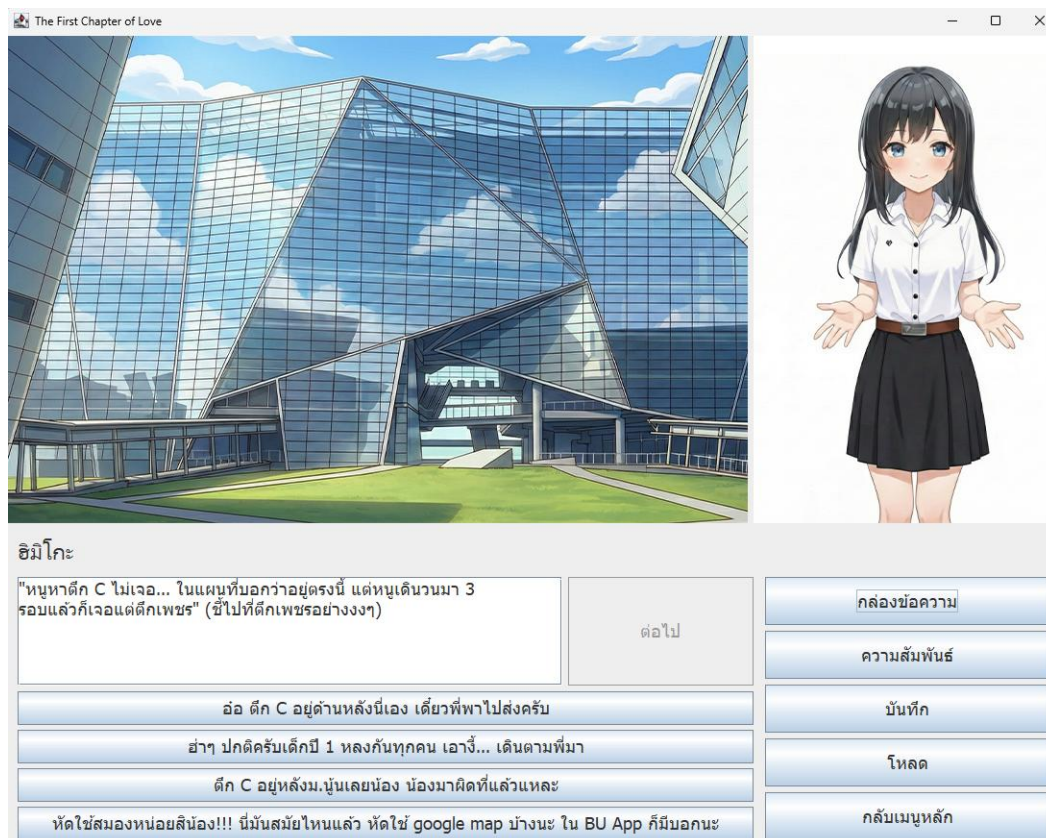 The First Chapter of Love
ฮิมิโกะ
"หนูหาตึก C ไม่เจอ... ในแผนที่บอกว่าอยู่ตรงนี้ แต่หนูเดินวนมา 3
รอบแล้วก็เจอแต่ตึกเพชร" (ชี้ไปที่ตึกเพชรอย่างงงๆ)
ต่อไป
อ๋อ ตึก C อยู่ด้านหลังนี่เอง เดี๋ยวพี่พาไปส่งครับ
ฮ่าๆ ปกติครับเด็กปี 1 หลงกันทุกคน เอางี้... เดินตามพี่มา
ตึก C อยู่หลังม.นู้นเลยน้อง น้องมาผิดที่แล้วแหละ
หัดใช้สมองหน่อยสิน้อง!!! นี่มันสมัยไหนแล้ว หัดใช้ google map บ้างนะ ใน BU App ก็มีบอกนะ
กล่องข้อความ
ความสัมพันธ์
บันทึก
โหลด
กลับเมนูหลัก